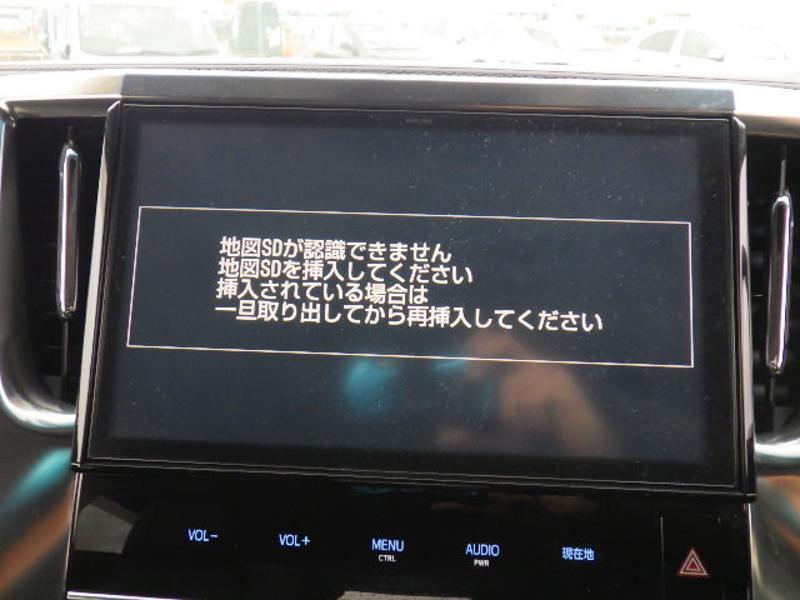 地図SDが認識できません
地図SDを挿入してください
挿入されている場合は
一旦取り出してから再挿入してください
VOL−
VOL+
MENU
CTRL
AUDIO
PWR
現在地